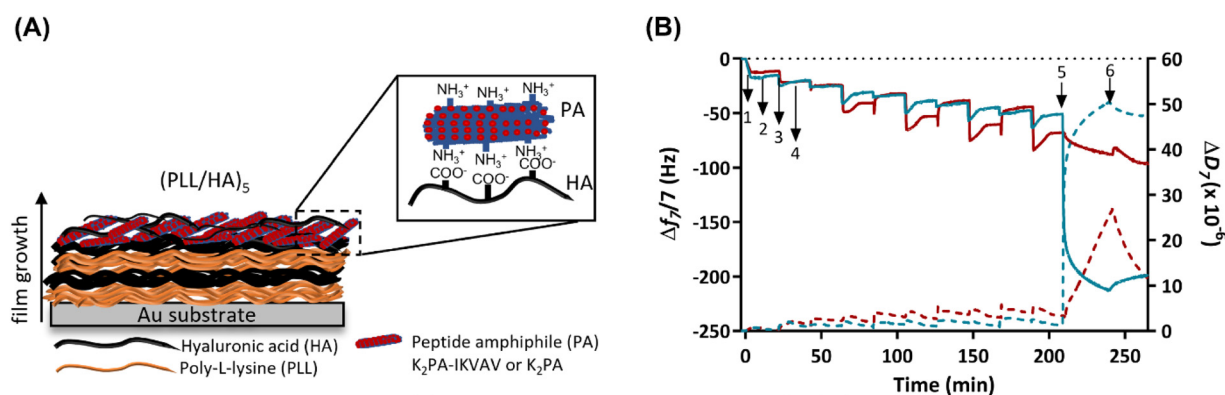 (A)
(B)
NH₃⁺ NH₃⁺ NH₃⁺
PA
NH₃⁺ NH₃⁺ NH₃⁺
COO⁻ COO⁻ COO⁻
HA
(PLL/HA)₅
film growth
Au substrate
Hyaluronic acid (HA)
Poly-L-lysine (PLL)
Peptide amphiphile (PA)
K₂PA-IKVAV or K₂PA
Δf₇/7 (Hz)
0
-50
-100
-150
-200
-250
1
2
3
4
5
6
60
50
40
30
20
10
0
ΔD₇ (x 10⁻⁶)
0 50 100 150 200 250
Time (min)